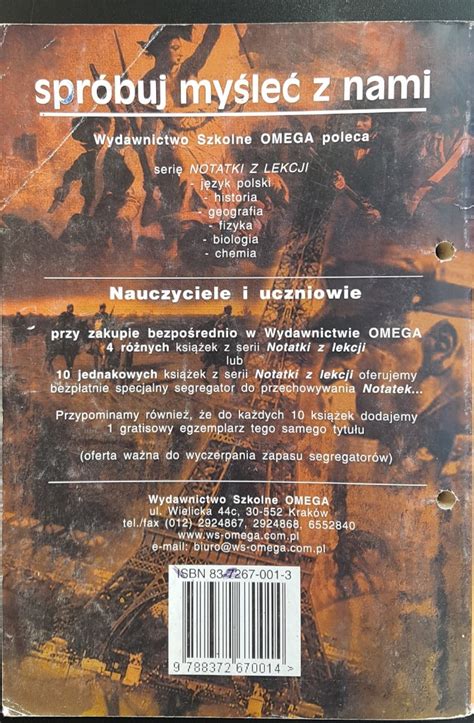 spróbuj myśleć z nami
Wydawnictwo Szkolne OMEGA poleca
serię NOTATKI Z LEKCJI
- język polski
- historia
- geografia
- fizyka
- biologia
- chemia
Nauczyciele i uczniowie
przy zakupie bezpośrednio w Wydawnictwie OMEGA
4 różnych książek z serii Notatki z lekcji
lub
10 jednakowych książek z serii Notatki z lekcji oferujemy
bezpłatnie specjalny segregator do przechowywania Notatek...
Przypominamy również, że do każdych 10 książek dodajemy
1 gratisowy egzemplarz tego samego tytułu
(oferta ważna do wyczerpania zapasu segregatorów)
Wydawnictwo Szkolne OMEGA
ul. Wielicka 44c, 30-552 Kraków
tel./fax (012) 2924867, 2924868, 6552840
www.ws-omega.com.pl
e-mail: biuro@ws-omega.com.pl
ISBN 83-7267-001-3
9 788372 670014 >